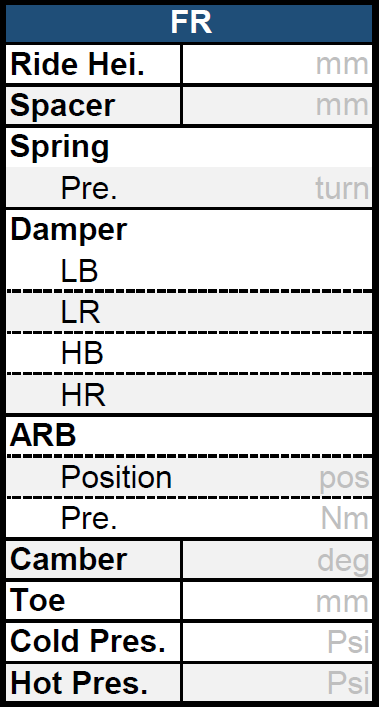 FR
Ride Hei. mm
Spacer mm
Spring
Pre. turn
Damper
LB
LR
HB
HR
ARB
Position pos
Pre. Nm
Camber deg
Toe mm
Cold Pres. Psi
Hot Pres. Psi